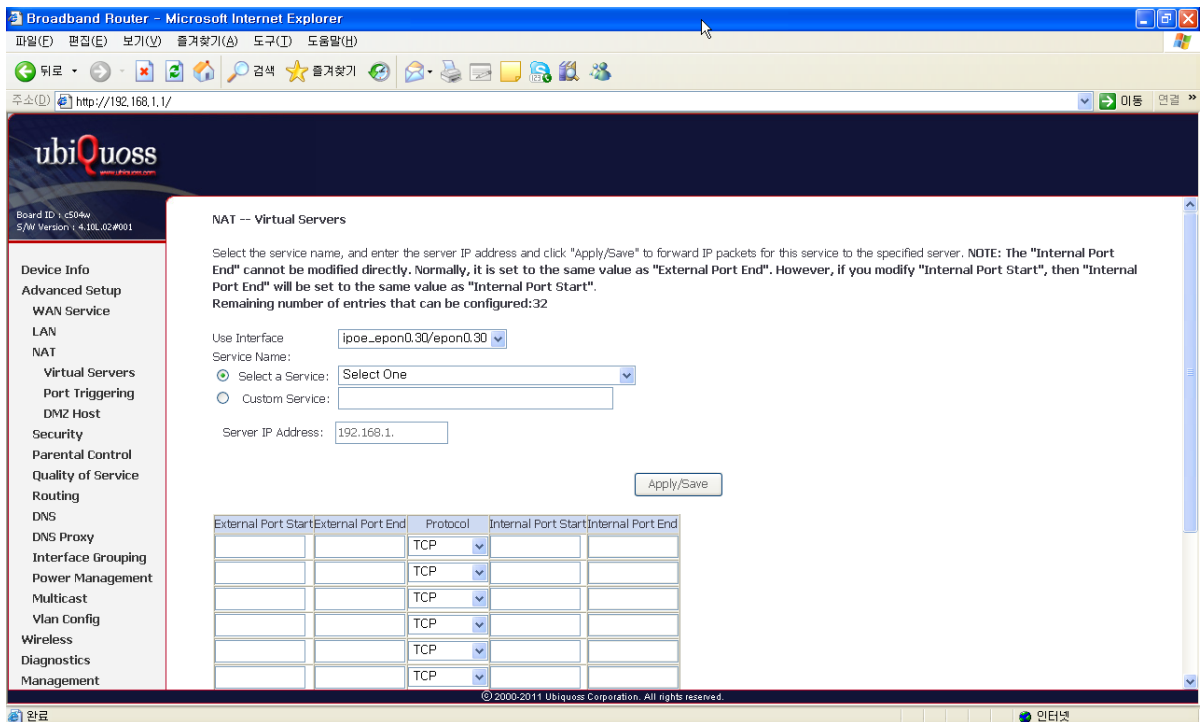 Broadband Router - Microsoft Internet Explorer
파일(F) 편집(E) 보기(V) 즐겨찾기(A) 도구(T) 도움말(H)
뒤로 검색 즐겨찾기
주소(D) http://192.168.1.1/ 이동 연결 »
ubiQuoss
www.ubiquoss.com
Board ID : c504w
S/W Version : 4.10L.02#001
Device Info
Advanced Setup
WAN Service
LAN
NAT
Virtual Servers
Port Triggering
DMZ Host
Security
Parental Control
Quality of Service
Routing
DNS
DNS Proxy
Interface Grouping
Power Management
Multicast
Vlan Config
Wireless
Diagnostics
Management
NAT -- Virtual Servers
Select the service name, and enter the server IP address and click "Apply/Save" to forward IP packets for this service to the specified server. NOTE: The "Internal Port
End" cannot be modified directly. Normally, it is set to the same value as "External Port End". However, if you modify "Internal Port Start", then "Internal
Port End" will be set to the same value as "Internal Port Start".
Remaining number of entries that can be configured:32
Use Interface ipoe_epon0.30/epon0.30
Service Name:
Select a Service: Select One
Custom Service:
Server IP Address: 192.168.1.
Apply/Save
External Port Start External Port End Protocol Internal Port Start Internal Port End
TCP
TCP
TCP
TCP
TCP
TCP
© 2000-2011 Ubiquoss Corporation. All rights reserved.
완료 인터넷